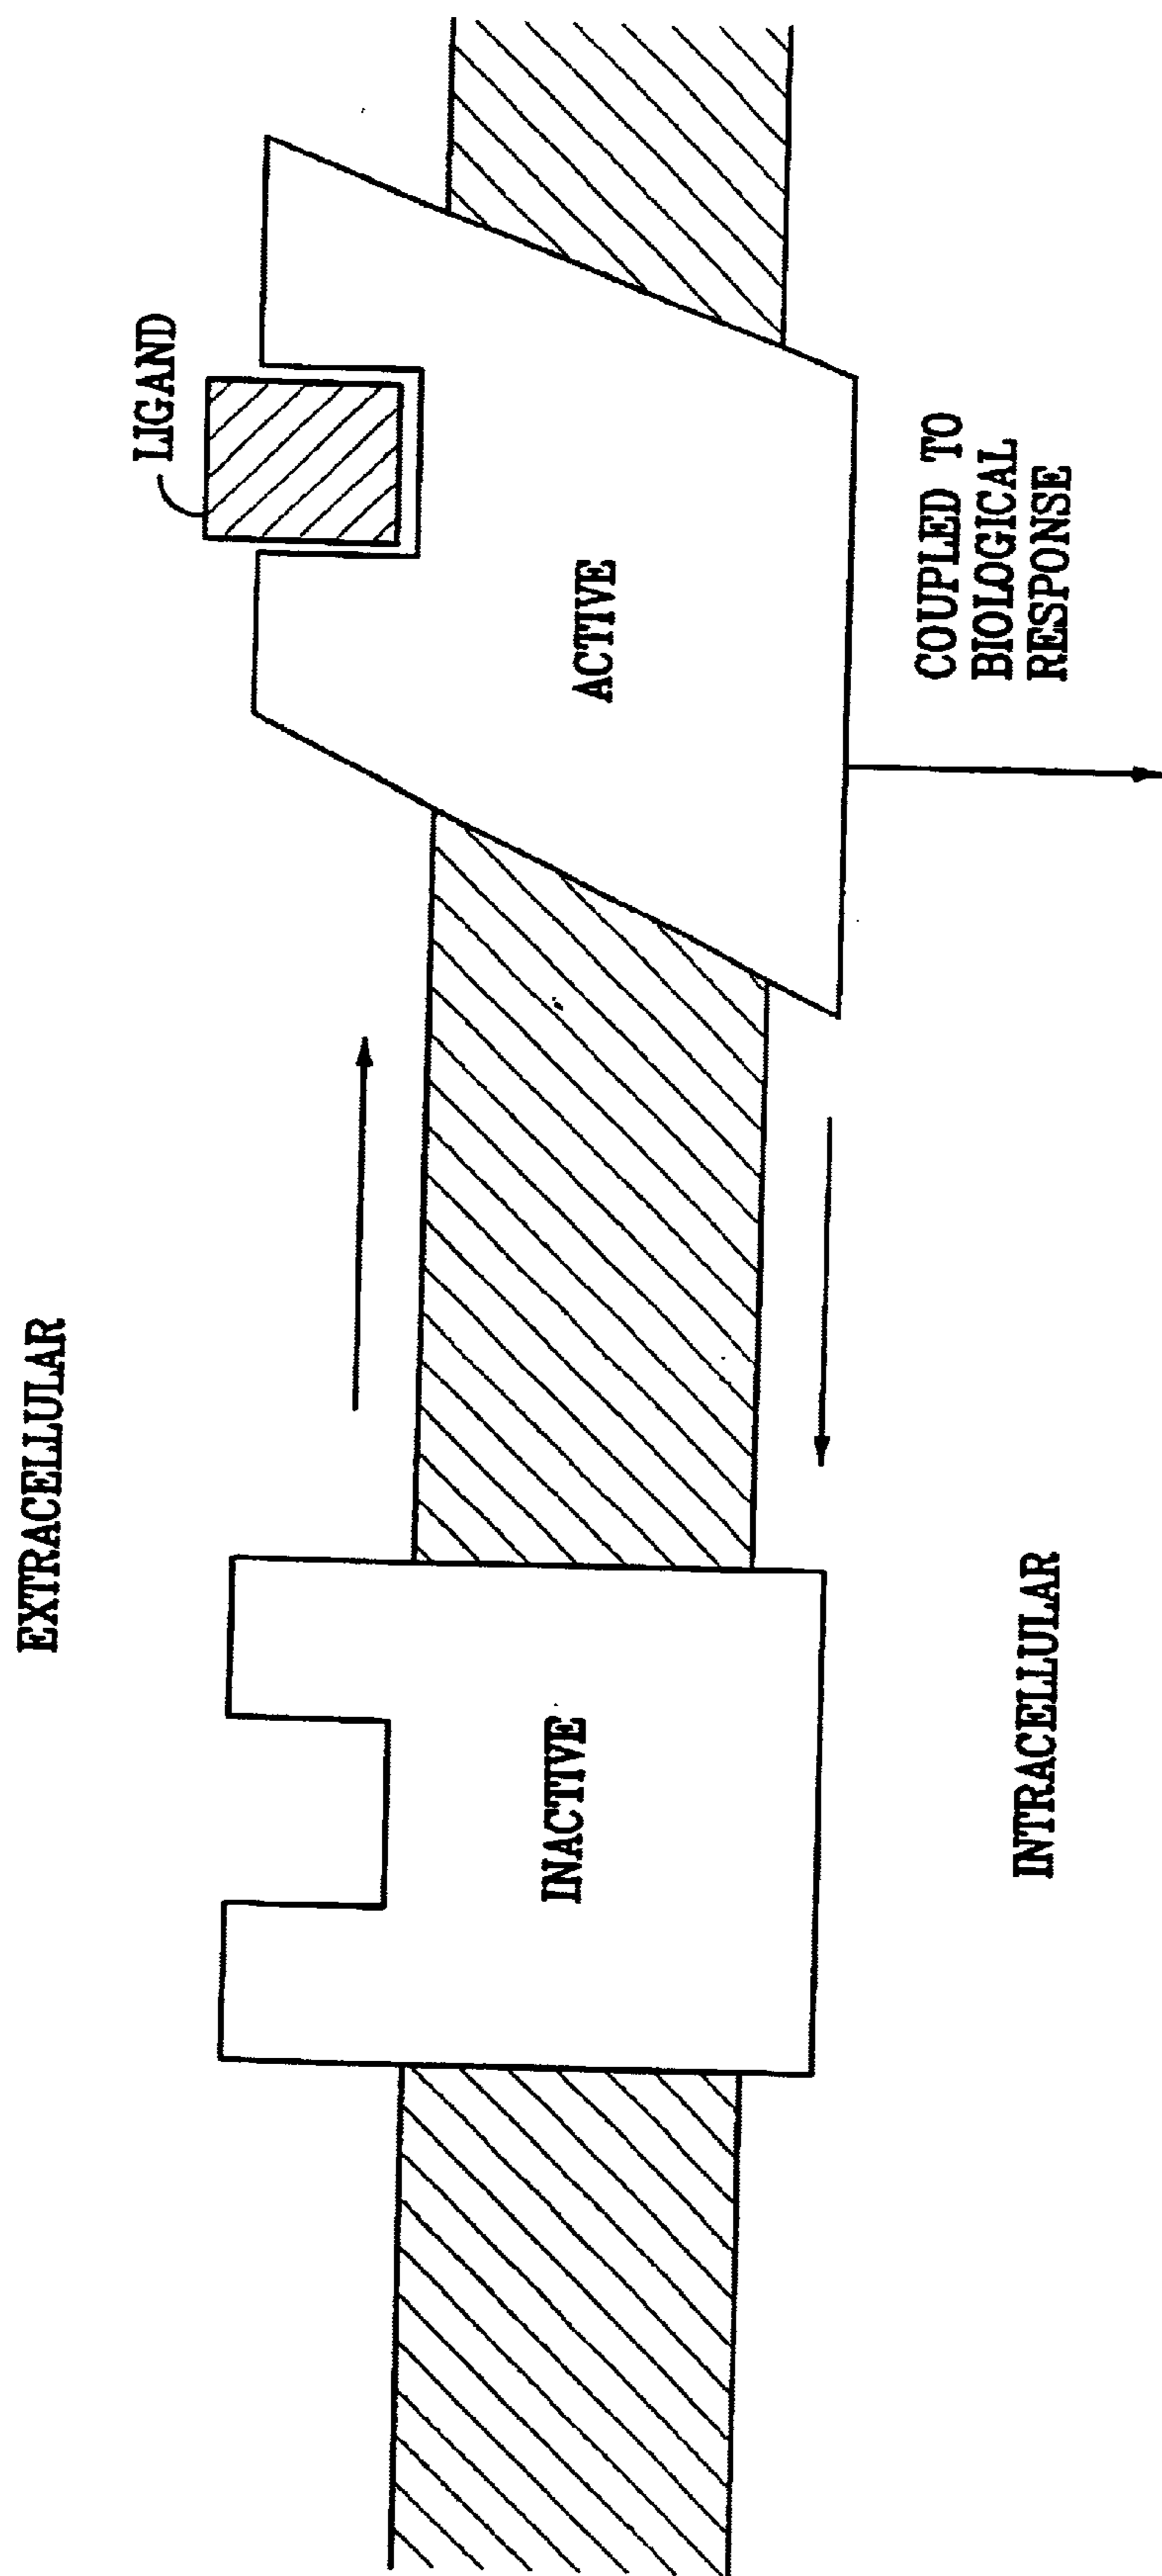 EXTRACELLULAR
LIGAND
INACTIVE
ACTIVE
INTRACELLULAR
COUPLED TO
BIOLOGICAL
RESPONSE